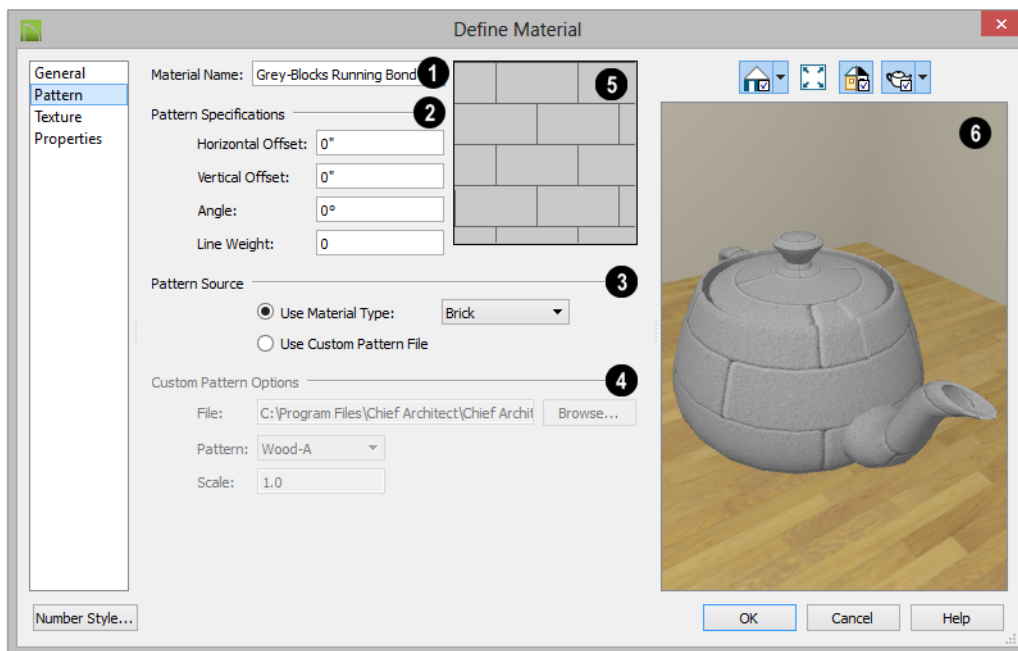 Define Material
General
Pattern
Texture
Properties
Material Name: Grey-Blocks Running Bond 1
Pattern Specifications 2
Horizontal Offset: 0"
Vertical Offset: 0"
Angle: 0°
Line Weight: 0
5
6
Pattern Source 3
Use Material Type: Brick
Use Custom Pattern File
Custom Pattern Options 4
File: C:\Program Files\Chief Architect\Chief Archit Browse...
Pattern: Wood-A
Scale: 1.0
Number Style... OK Cancel Help